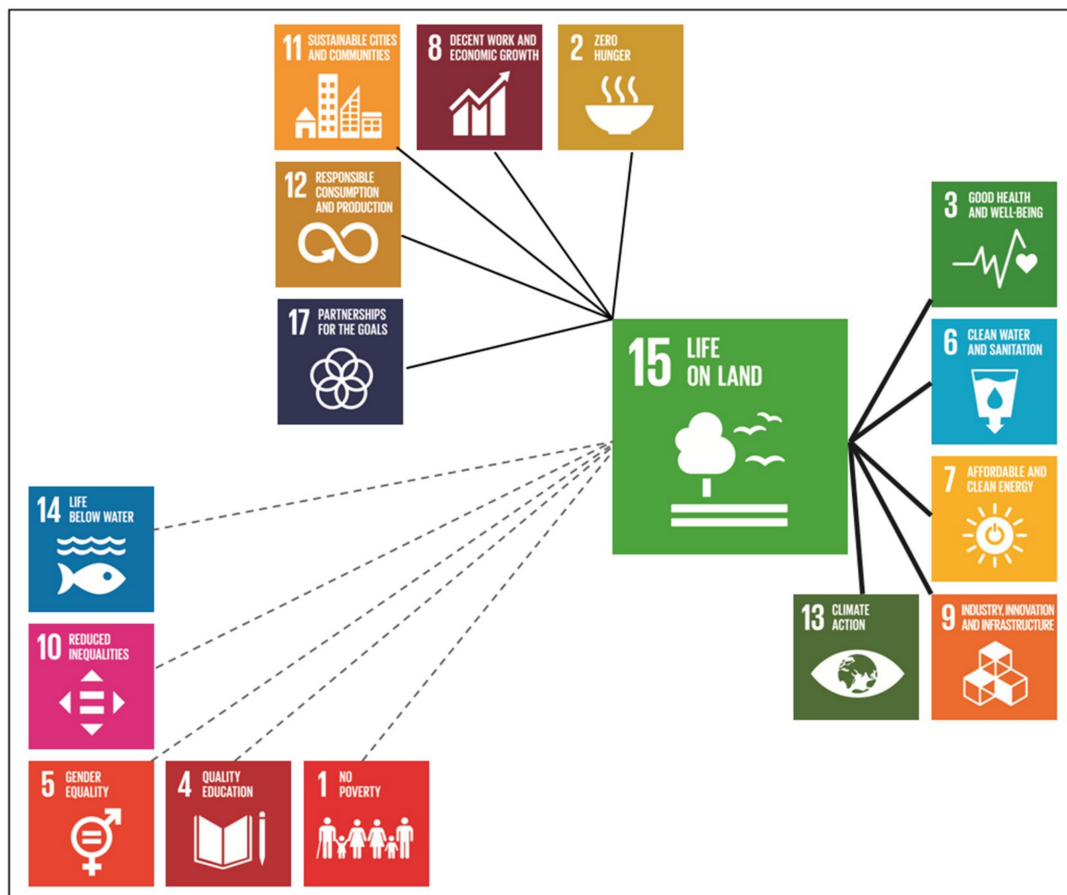 11 SUSTAINABLE CITIES
AND COMMUNITIES
8 DECENT WORK AND
ECONOMIC GROWTH
2 ZERO
HUNGER
12 RESPONSIBLE
CONSUMPTION
AND PRODUCTION
3 GOOD HEALTH
AND WELL-BEING
17 PARTNERSHIPS
FOR THE GOALS
15 LIFE
ON LAND
6 CLEAN WATER
AND SANITATION
7 AFFORDABLE AND
CLEAN ENERGY
14 LIFE
BELOW WATER
13 CLIMATE
ACTION
9 INDUSTRY, INNOVATION
AND INFRASTRUCTURE
10 REDUCED
INEQUALITIES
5 GENDER
EQUALITY
4 QUALITY
EDUCATION
1 NO
POVERTY